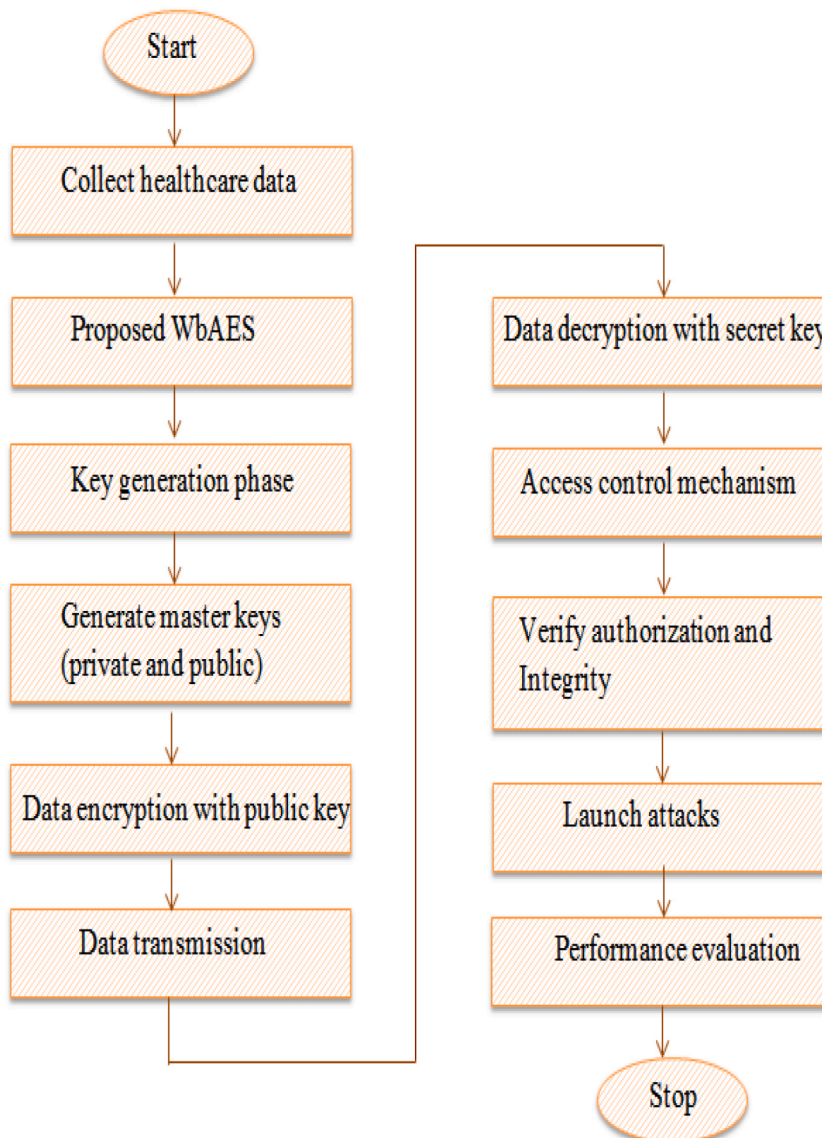 Start
Collect healthcare data
Proposed WbAES
Key generation phase
Generate master keys
(private and public)
Data encryption with public key
Data transmission
Data decryption with secret key
Access control mechanism
Verify authorization and
Integrity
Launch attacks
Performance evaluation
Stop